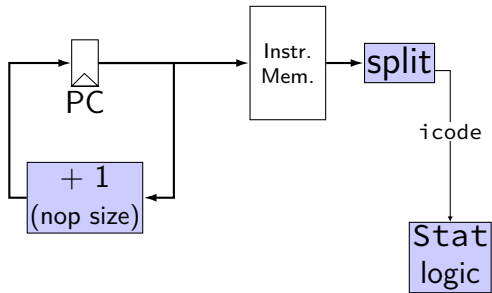 PC
Instr.
Mem.
split
icode
+ 1
(nop size)
Stat
logic